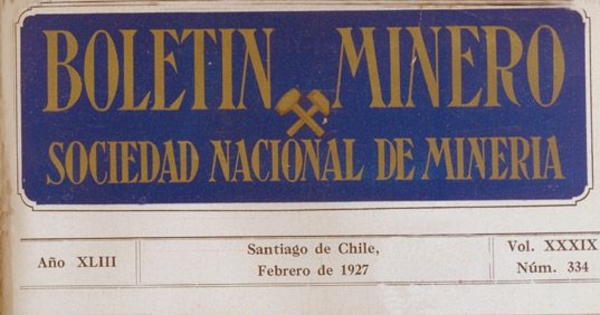 BOLETIN MINERO
SOCIEDAD NACIONAL DE MINERIA
Año XLIII
Santiago de Chile,
Febrero de 1927
Vol. XXXIX
Núm. 334